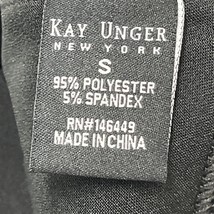 KAY UNGER
NEW YORK
S
95% POLYESTER
5% SPANDEX
RN#146449
MADE IN CHINA